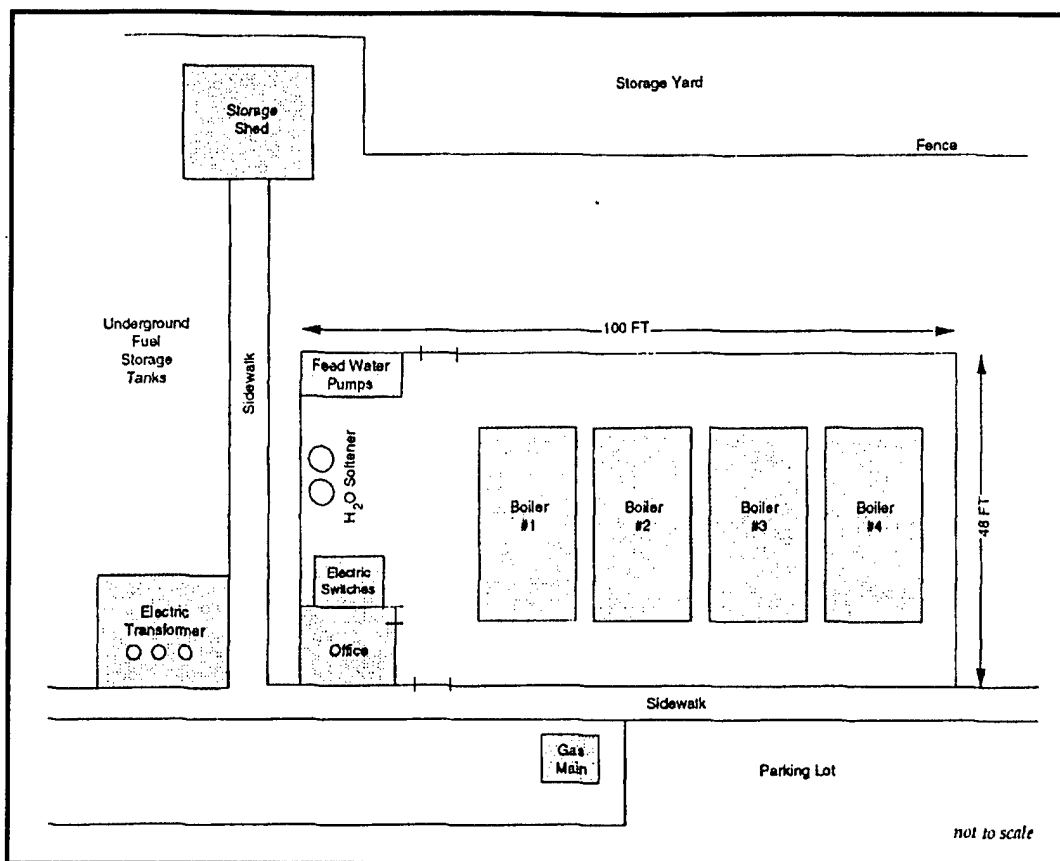 Storage Yard
Storage
Shed
Fence
100 FT
Underground
Fuel
Storage
Tanks
Sidewalk
Feed Water
Pumps
H₂O Softener
Boiler
#1
Boiler
#2
Boiler
#3
Boiler
#4
48 FT
Electric
Switches
Electric
Transformer
Office
Sidewalk
Gas
Main
Parking Lot
not to scale